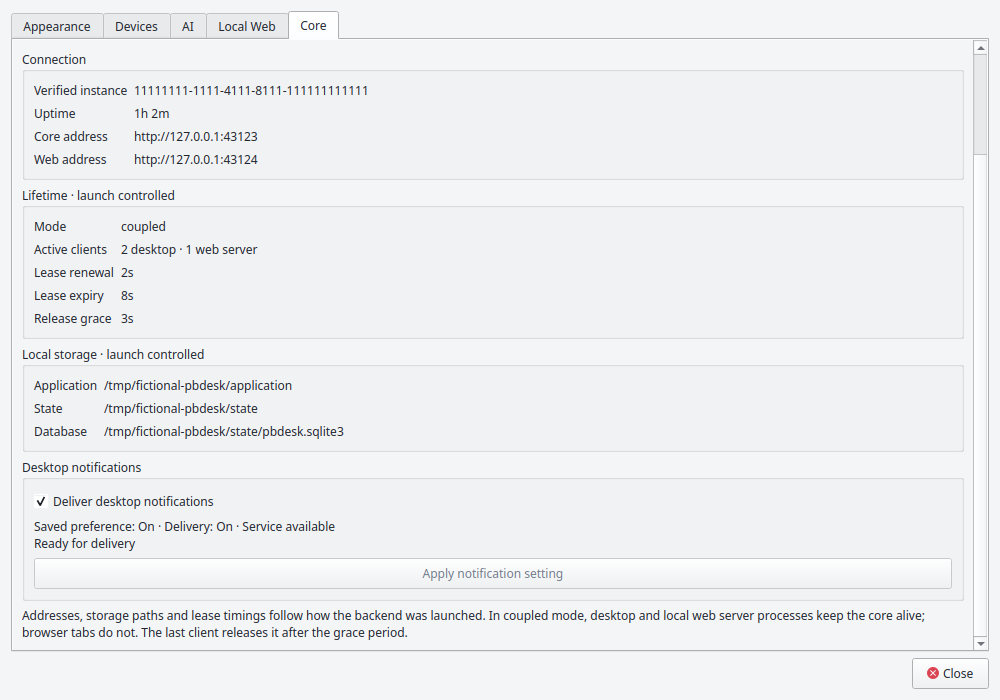 Appearance Devices AI Local Web Core
Connection
Verified instance 11111111-1111-4111-8111-111111111111
Uptime 1h 2m
Core address http://127.0.0.1:43123
Web address http://127.0.0.1:43124
Lifetime · launch controlled
Mode coupled
Active clients 2 desktop · 1 web server
Lease renewal 2s
Lease expiry 8s
Release grace 3s
Local storage · launch controlled
Application /tmp/fictional-pbdesk/application
State /tmp/fictional-pbdesk/state
Database /tmp/fictional-pbdesk/state/pbdesk.sqlite3
Desktop notifications
Deliver desktop notifications
Saved preference: On · Delivery: On · Service available
Ready for delivery
Apply notification setting
Addresses, storage paths and lease timings follow how the backend was launched. In coupled mode, desktop and local web server processes keep the core alive;
browser tabs do not. The last client releases it after the grace period.
Close